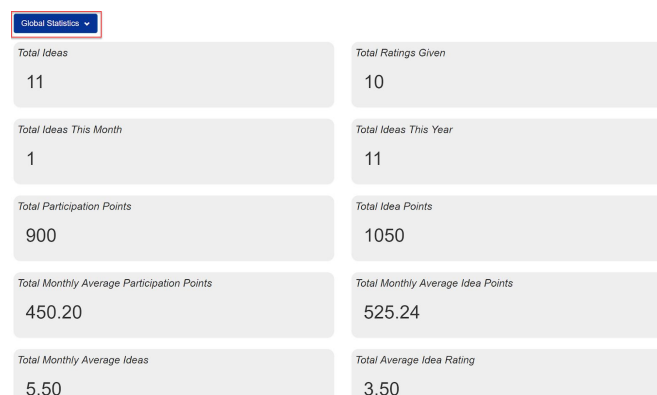 Global Statistics
Total Ideas
11
Total Ratings Given
10
Total Ideas This Month
1
Total Ideas This Year
11
Total Participation Points
900
Total Idea Points
1050
Total Monthly Average Participation Points
450.20
Total Monthly Average Idea Points
525.24
Total Monthly Average Ideas
5.50
Total Average Idea Rating
3.50